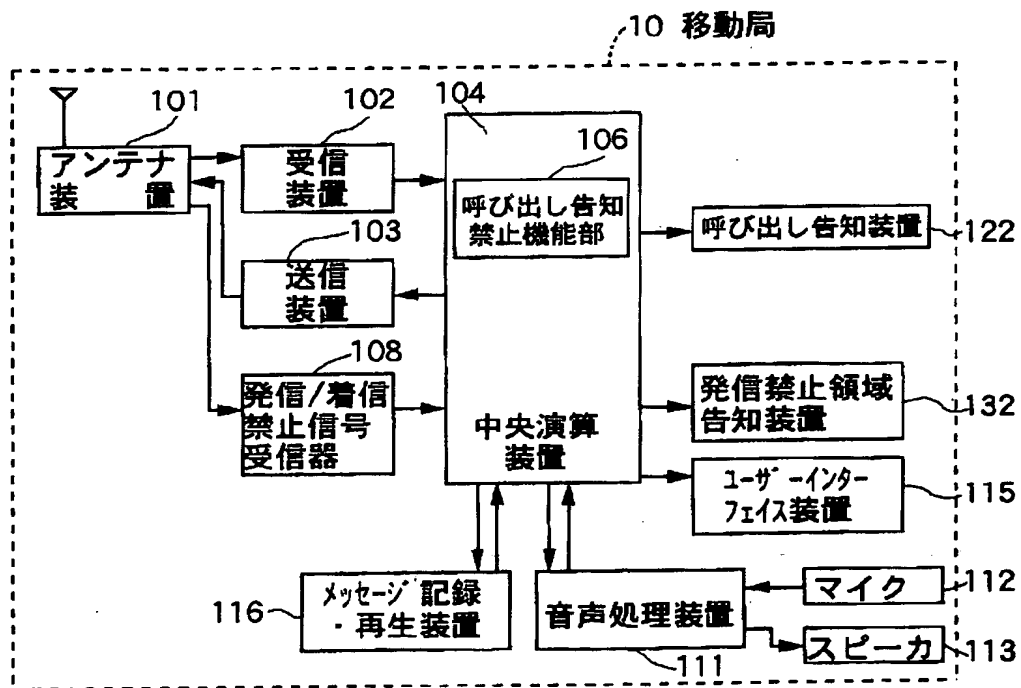 10 移動局
101
アンテナ
装置
102
受信
装置
103
送信
装置
108
発信/着信
禁止信号
受信器
104
106
呼び出し告知
禁止機能部
中央演算
装置
呼び出し告知装置
122
発信禁止領域
告知装置
132
ユーザーインター
フェイス装置
115
116
メッセージ記録
・再生装置
音声処理装置
111
マイク
112
スピーカ
113